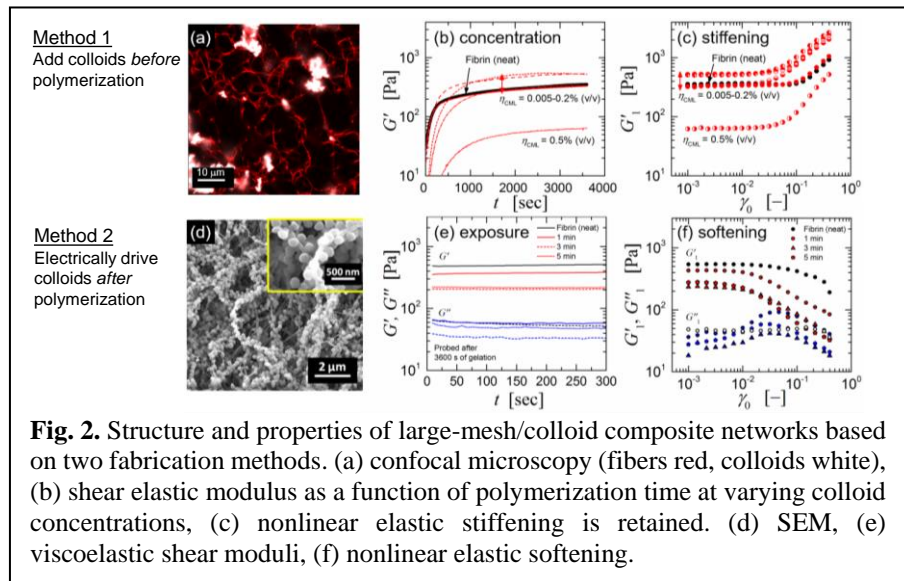 Method 1
Add colloids before
polymerization
(a)
10 μm
(b) concentration
Fibrin (neat)
η_CML = 0.005-0.2% (v/v)
η_CML = 0.5% (v/v)
G′ [Pa]
10³
10²
10¹
0 1000 2000 3000 4000
t [sec]
(c) stiffening
Fibrin (neat)
η_CML = 0.005-0.2% (v/v)
η_CML = 0.5% (v/v)
G′₁ [Pa]
10³
10²
10¹
10⁻³ 10⁻² 10⁻¹ 10⁰
γ₀ [–]
Method 2
Electrically drive
colloids after
polymerization
(d)
500 nm
2 μm
(e) exposure
Fibrin (neat)
1 min
3 min
5 min
G′
G″
Probed after
3600 s of gelation
G′, G″ [Pa]
10³
10²
10¹
0 50 100 150 200 250 300
t [sec]
(f) softening
Fibrin (neat)
1 min
3 min
5 min
G′₁
G″₁
G′₁, G″₁ [Pa]
10³
10²
10¹
10⁻³ 10⁻² 10⁻¹ 10⁰
γ₀ [–]
Fig. 2. Structure and properties of large-mesh/colloid composite networks based
on two fabrication methods. (a) confocal microscopy (fibers red, colloids white),
(b) shear elastic modulus as a function of polymerization time at varying colloid
concentrations, (c) nonlinear elastic stiffening is retained. (d) SEM, (e)
viscoelastic shear moduli, (f) nonlinear elastic softening.